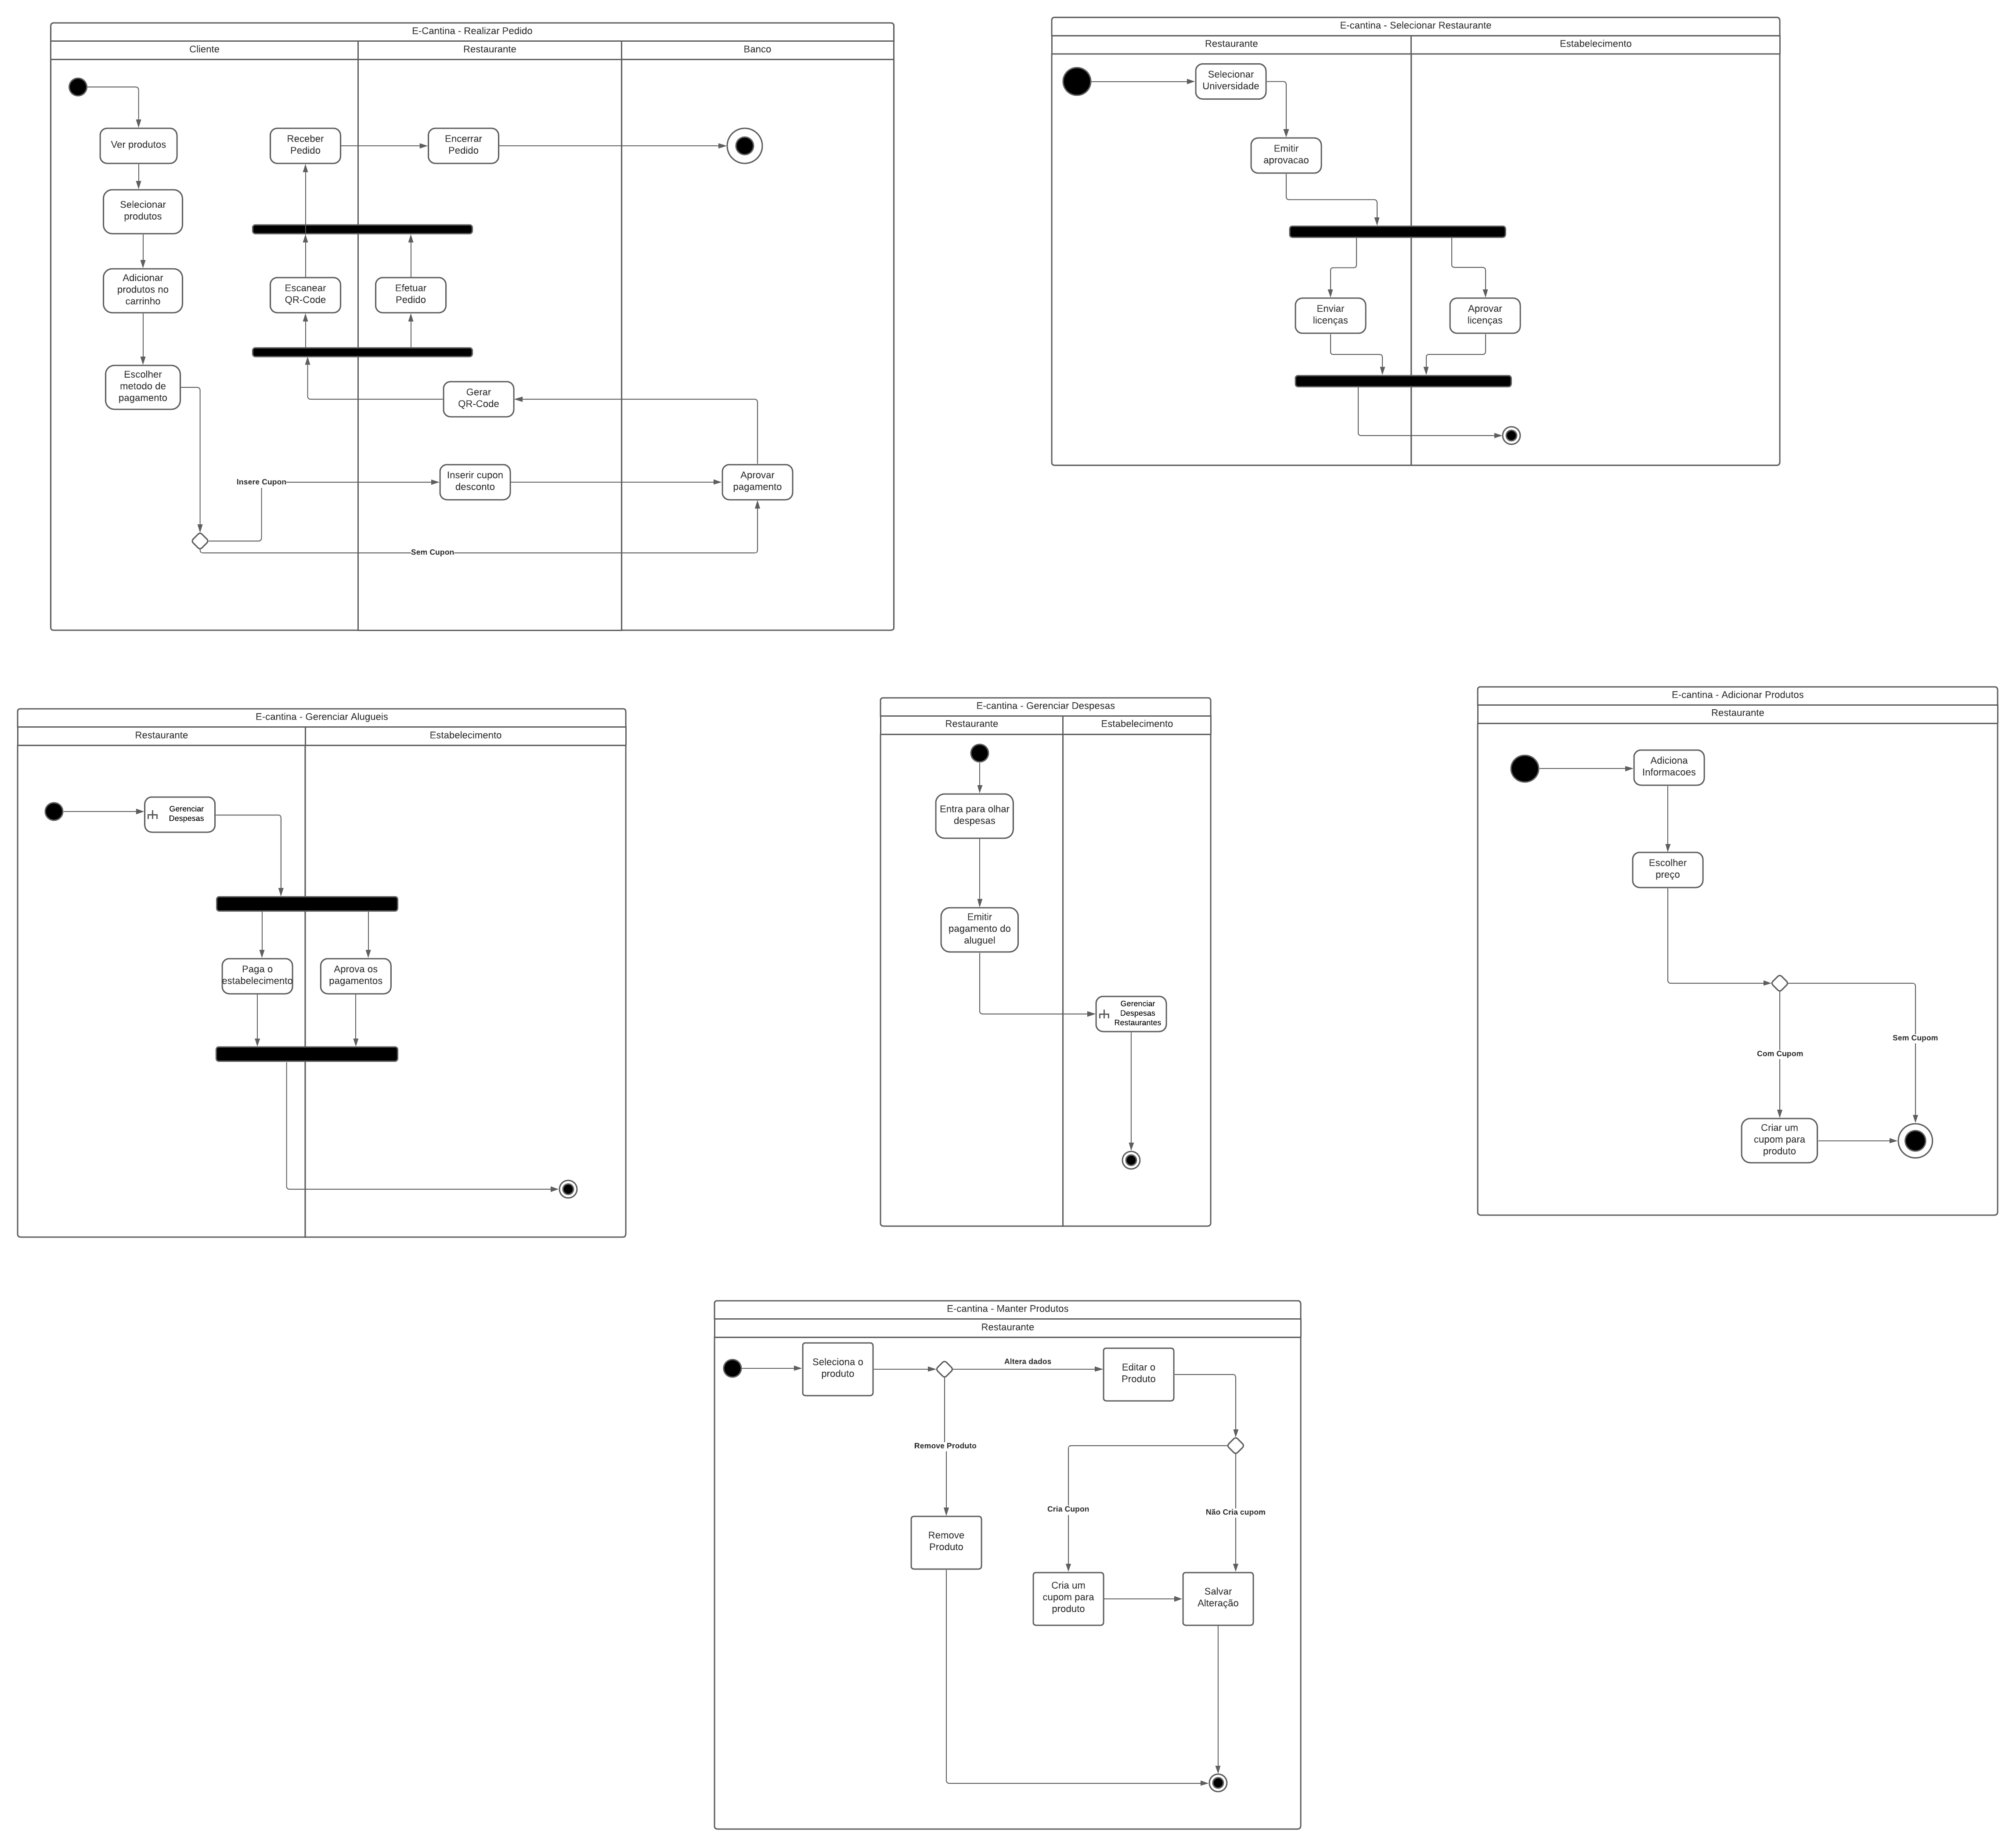 E-Cantina - Realizar Pedido
Cliente
Restaurante
Banco
Ver produtos
Receber
Pedido
Encerrar
Pedido
Selecionar
produtos
Adicionar
produtos no
carrinho
Escanear
QR-Code
Efetuar
Pedido
Escolher
metodo de
pagamento
Gerar
QR-Code
Insere Cupon
Inserir cupon
desconto
Aprovar
pagamento
Sem Cupon
E-cantina - Selecionar Restaurante
Restaurante
Estabelecimento
Selecionar
Universidade
Emitir
aprovacao
Enviar
licenças
Aprovar
licenças
E-cantina - Gerenciar Alugueis
Restaurante
Estabelecimento
Gerenciar
Despesas
Paga o
estabelecimento
Aprova os
pagamentos
E-cantina - Gerenciar Despesas
Restaurante
Estabelecimento
Entra para olhar
despesas
Emitir
pagamento do
aluguel
Gerenciar
Despesas
Restaurantes
E-cantina - Adicionar Produtos
Restaurante
Adiciona
Informacoes
Escolher
preço
Com Cupom
Sem Cupom
Criar um
cupom para
produto
E-cantina - Manter Produtos
Restaurante
Seleciona o
produto
Altera dados
Editar o
Produto
Remove Produto
Cria Cupon
Não Cria cupom
Remove
Produto
Cria um
cupom para
produto
Salvar
Alteração